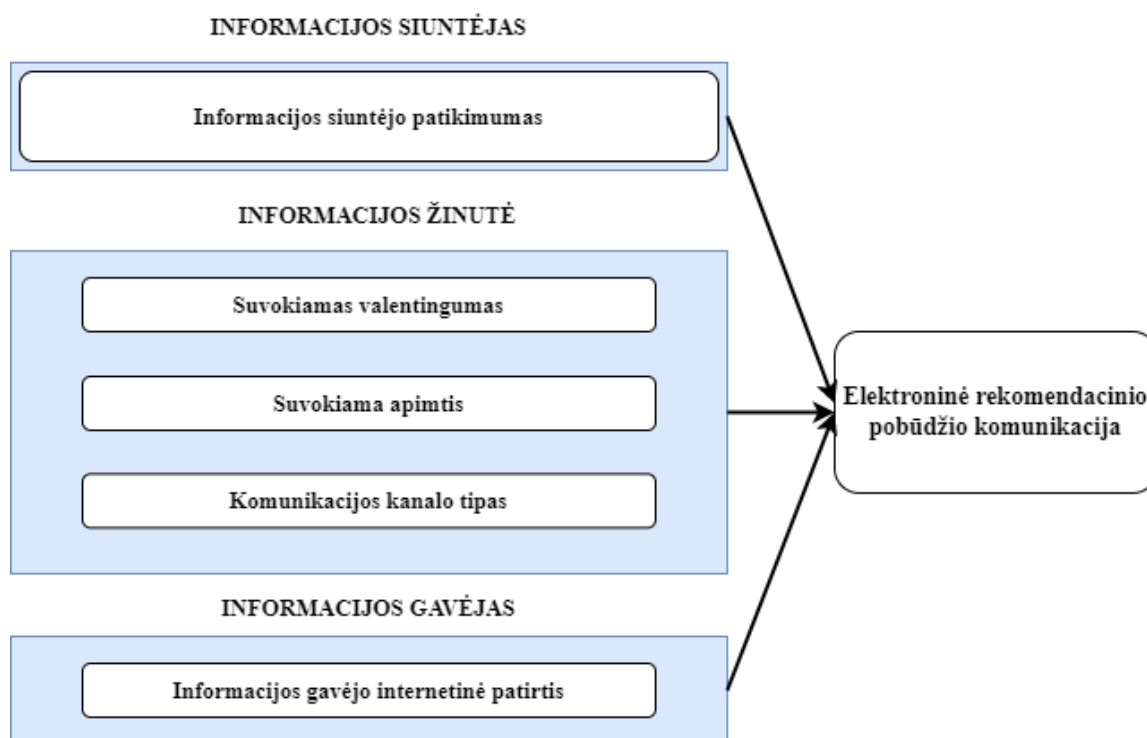 INFORMACIJOS SIUNTĖJAS
Informacijos siuntėjo patikimumas
INFORMACIJOS ŽINUTĖ
Suvokiamas valentingumas
Suvokiama apimtis
Komunikacijos kanalo tipas
INFORMACIJOS GAVĖJAS
Informacijos gavėjo internetinė patirtis
Elektroninė rekomendacinio
pobūdžio komunikacija